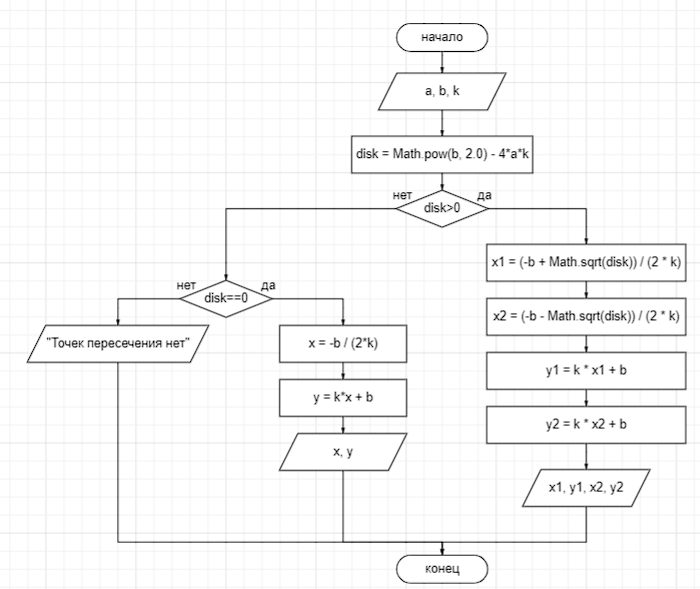 начало
a, b, k
disk = Math.pow(b, 2.0) - 4*a*k
нет
да
disk>0
x1 = (-b + Math.sqrt(disk)) / (2 * k)
нет
да
disk==0
x2 = (-b - Math.sqrt(disk)) / (2 * k)
"Точек пересечения нет"
x = -b / (2*k)
y1 = k * x1 + b
y = k*x + b
y2 = k * x2 + b
x, y
x1, y1, x2, y2
конец